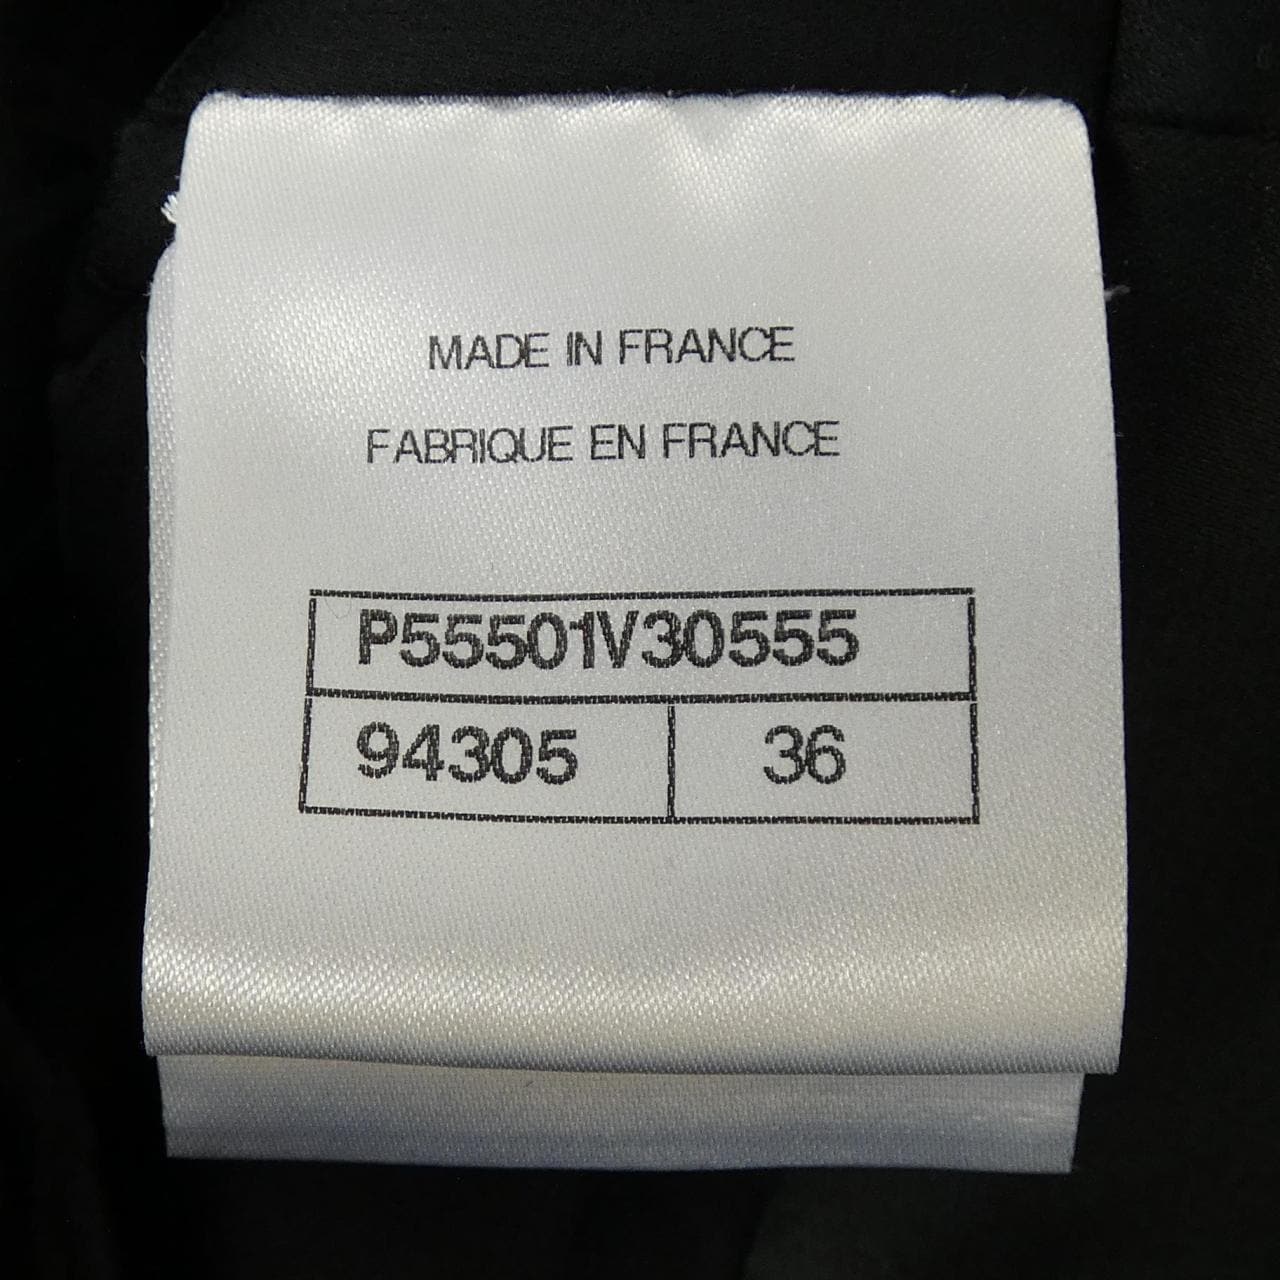 MADE IN FRANCE
FABRIQUE EN FRANCE
P55501V30555
94305 36